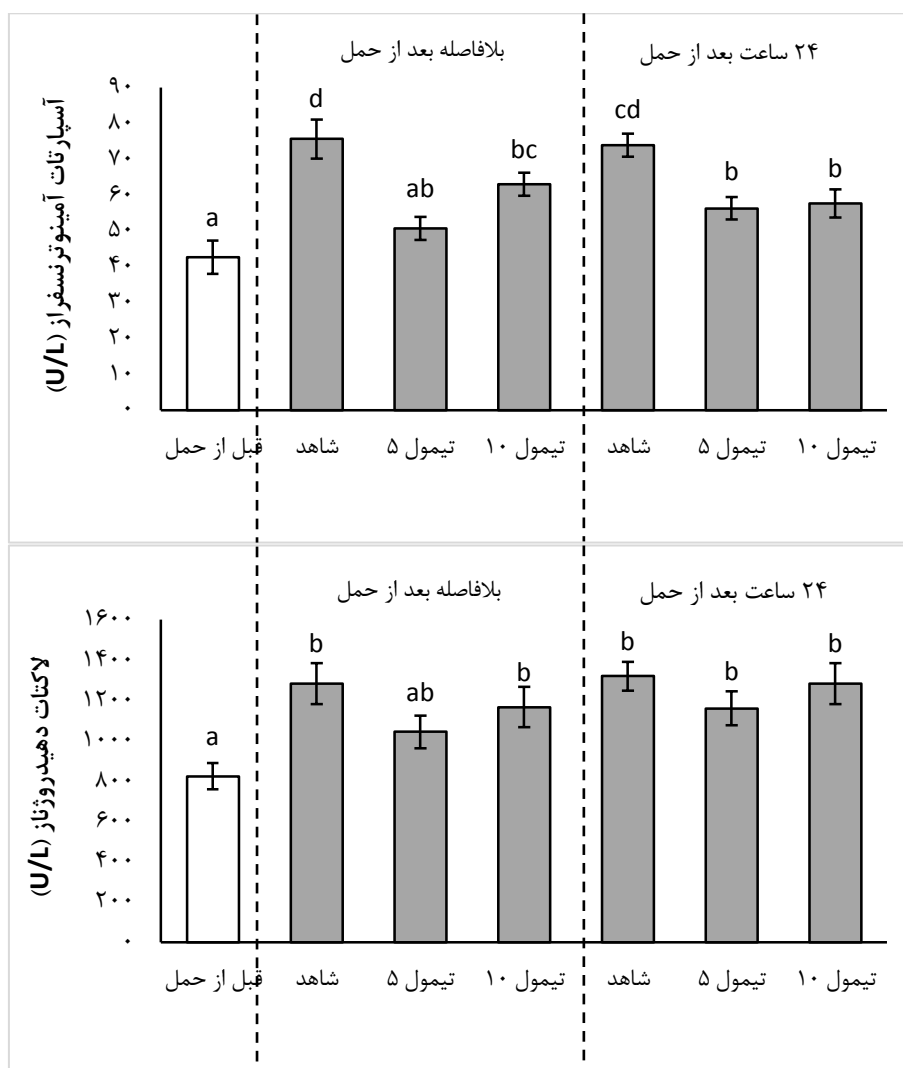 بلافاصله بعد از حمل
۲۴ ساعت بعد از حمل
آسپارتات آمینوترنسفراز (U/L)
۹۰
۸۰
۷۰
۶۰
۵۰
۴۰
۳۰
۲۰
۱۰
۰
a
d
ab
bc
cd
b
b
قبل از حمل
شاهد
تیمول ۵
تیمول ۱۰
شاهد
تیمول ۵
تیمول ۱۰
بلافاصله بعد از حمل
۲۴ ساعت بعد از حمل
لاکتات دهیدروژناز (U/L)
۱۶۰۰
۱۴۰۰
۱۲۰۰
۱۰۰۰
۸۰۰
۶۰۰
۴۰۰
۲۰۰
۰
a
b
ab
b
b
b
b
قبل از حمل
شاهد
تیمول ۵
تیمول ۱۰
شاهد
تیمول ۵
تیمول ۱۰